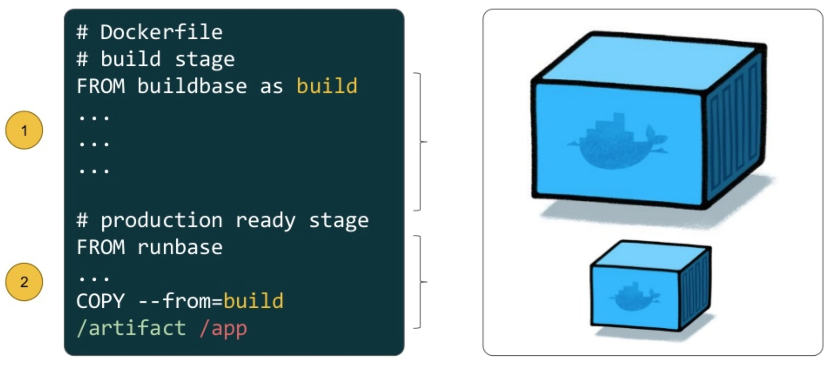 # Dockerfile
# build stage
FROM buildbase as build
...
...
...
1
# production ready stage
FROM runbase
...
COPY --from=build
/artifact /app
2